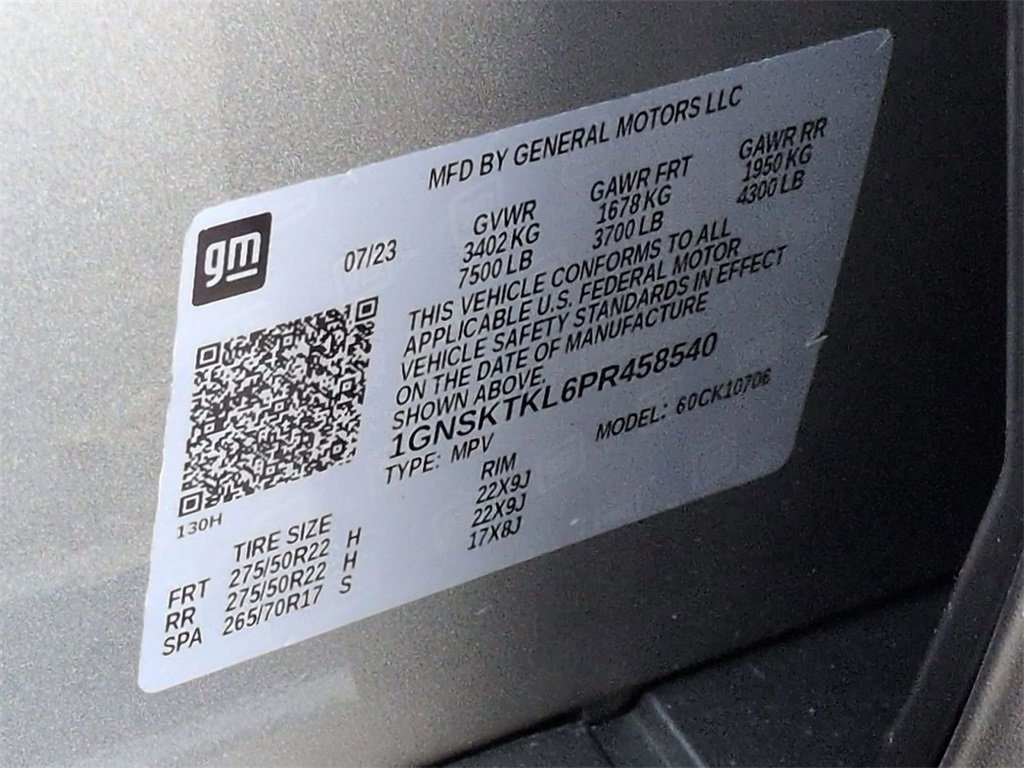 MFD BY GENERAL MOTORS LLC
gm
07/23
GVWR GAWR FRT GAWR RR
3402 KG 1678 KG 1950 KG
7500 LB 3700 LB 4300 LB
THIS VEHICLE CONFORMS TO ALL
APPLICABLE U.S. FEDERAL MOTOR
VEHICLE SAFETY STANDARDS IN EFFECT
ON THE DATE OF MANUFACTURE
SHOWN ABOVE.
1GNSKTKL6PR458540
TYPE: MPV MODEL: 60CK10706
130H
TIRE SIZE RIM
FRT 275/50R22 H 22X9J
RR 275/50R22 H 22X9J
SPA 265/70R17 S 17X8J